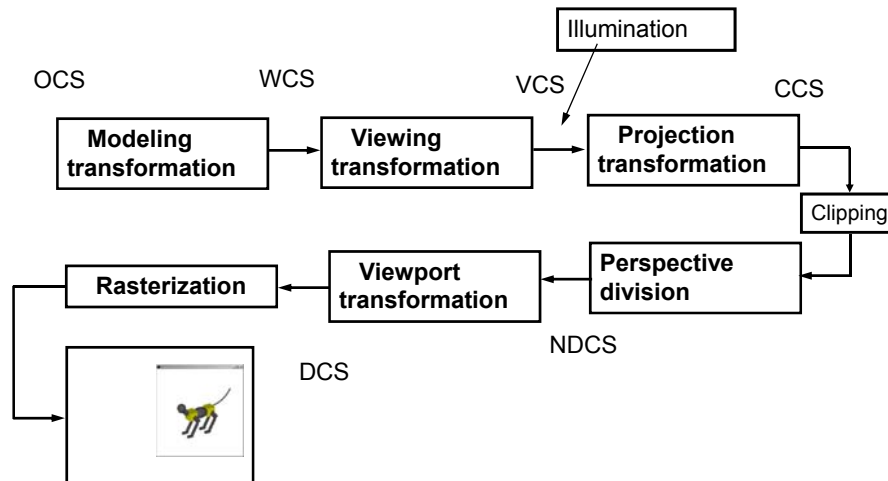 Illumination
OCS
WCS
VCS
CCS
Modeling
transformation
Viewing
transformation
Projection
transformation
Clipping
Perspective
division
Viewport
transformation
Rasterization
NDCS
DCS